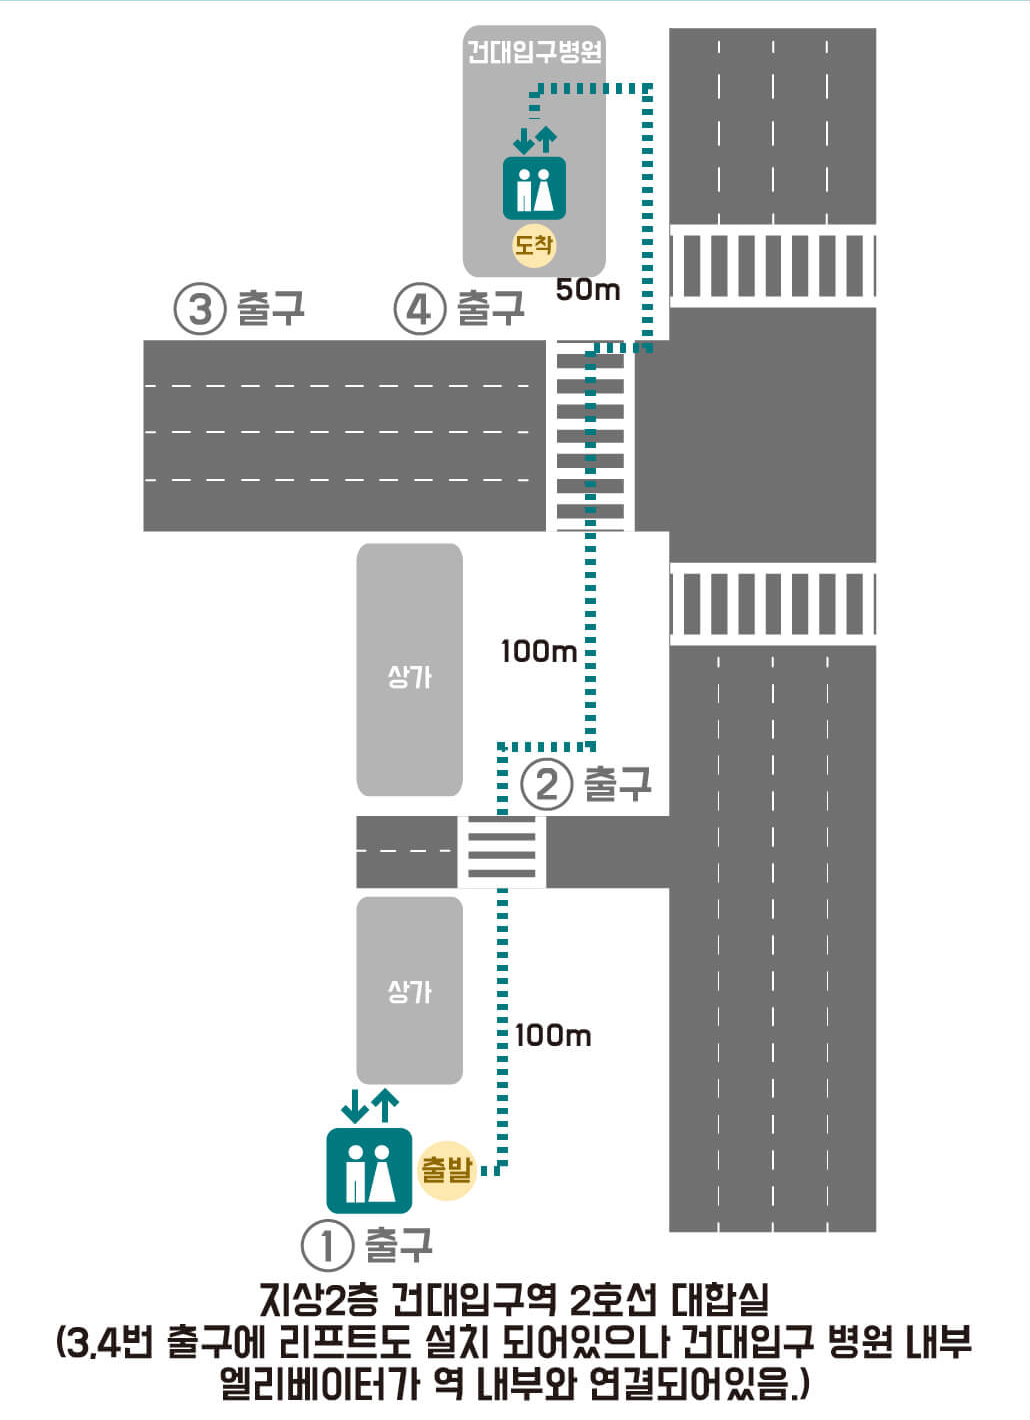 건대입구병원
도착
50m
③ 출구
④ 출구
상가
100m
② 출구
상가
100m
출발
① 출구
지상2층 건대입구역 2호선 대합실
(3,4번 출구에 리프트도 설치 되어있으나 건대입구 병원 내부
엘리베이터가 역 내부와 연결되어있음.)